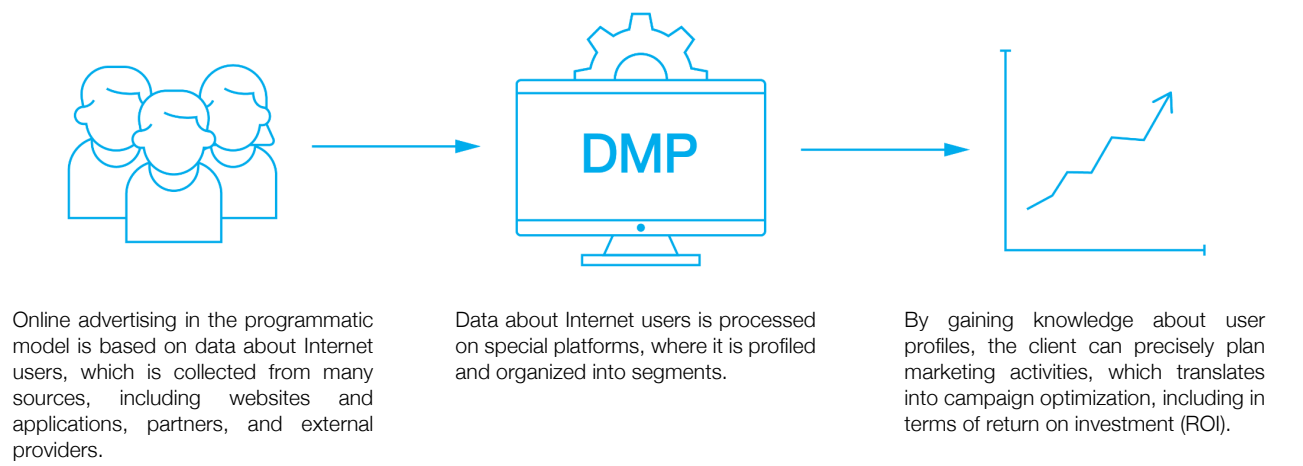 DMP
Online advertising in the programmatic
model is based on data about Internet
users, which is collected from many
sources, including websites and
applications, partners, and external
providers.
Data about Internet users is processed
on special platforms, where it is profiled
and organized into segments.
By gaining knowledge about user
profiles, the client can precisely plan
marketing activities, which translates
into campaign optimization, including in
terms of return on investment (ROI).